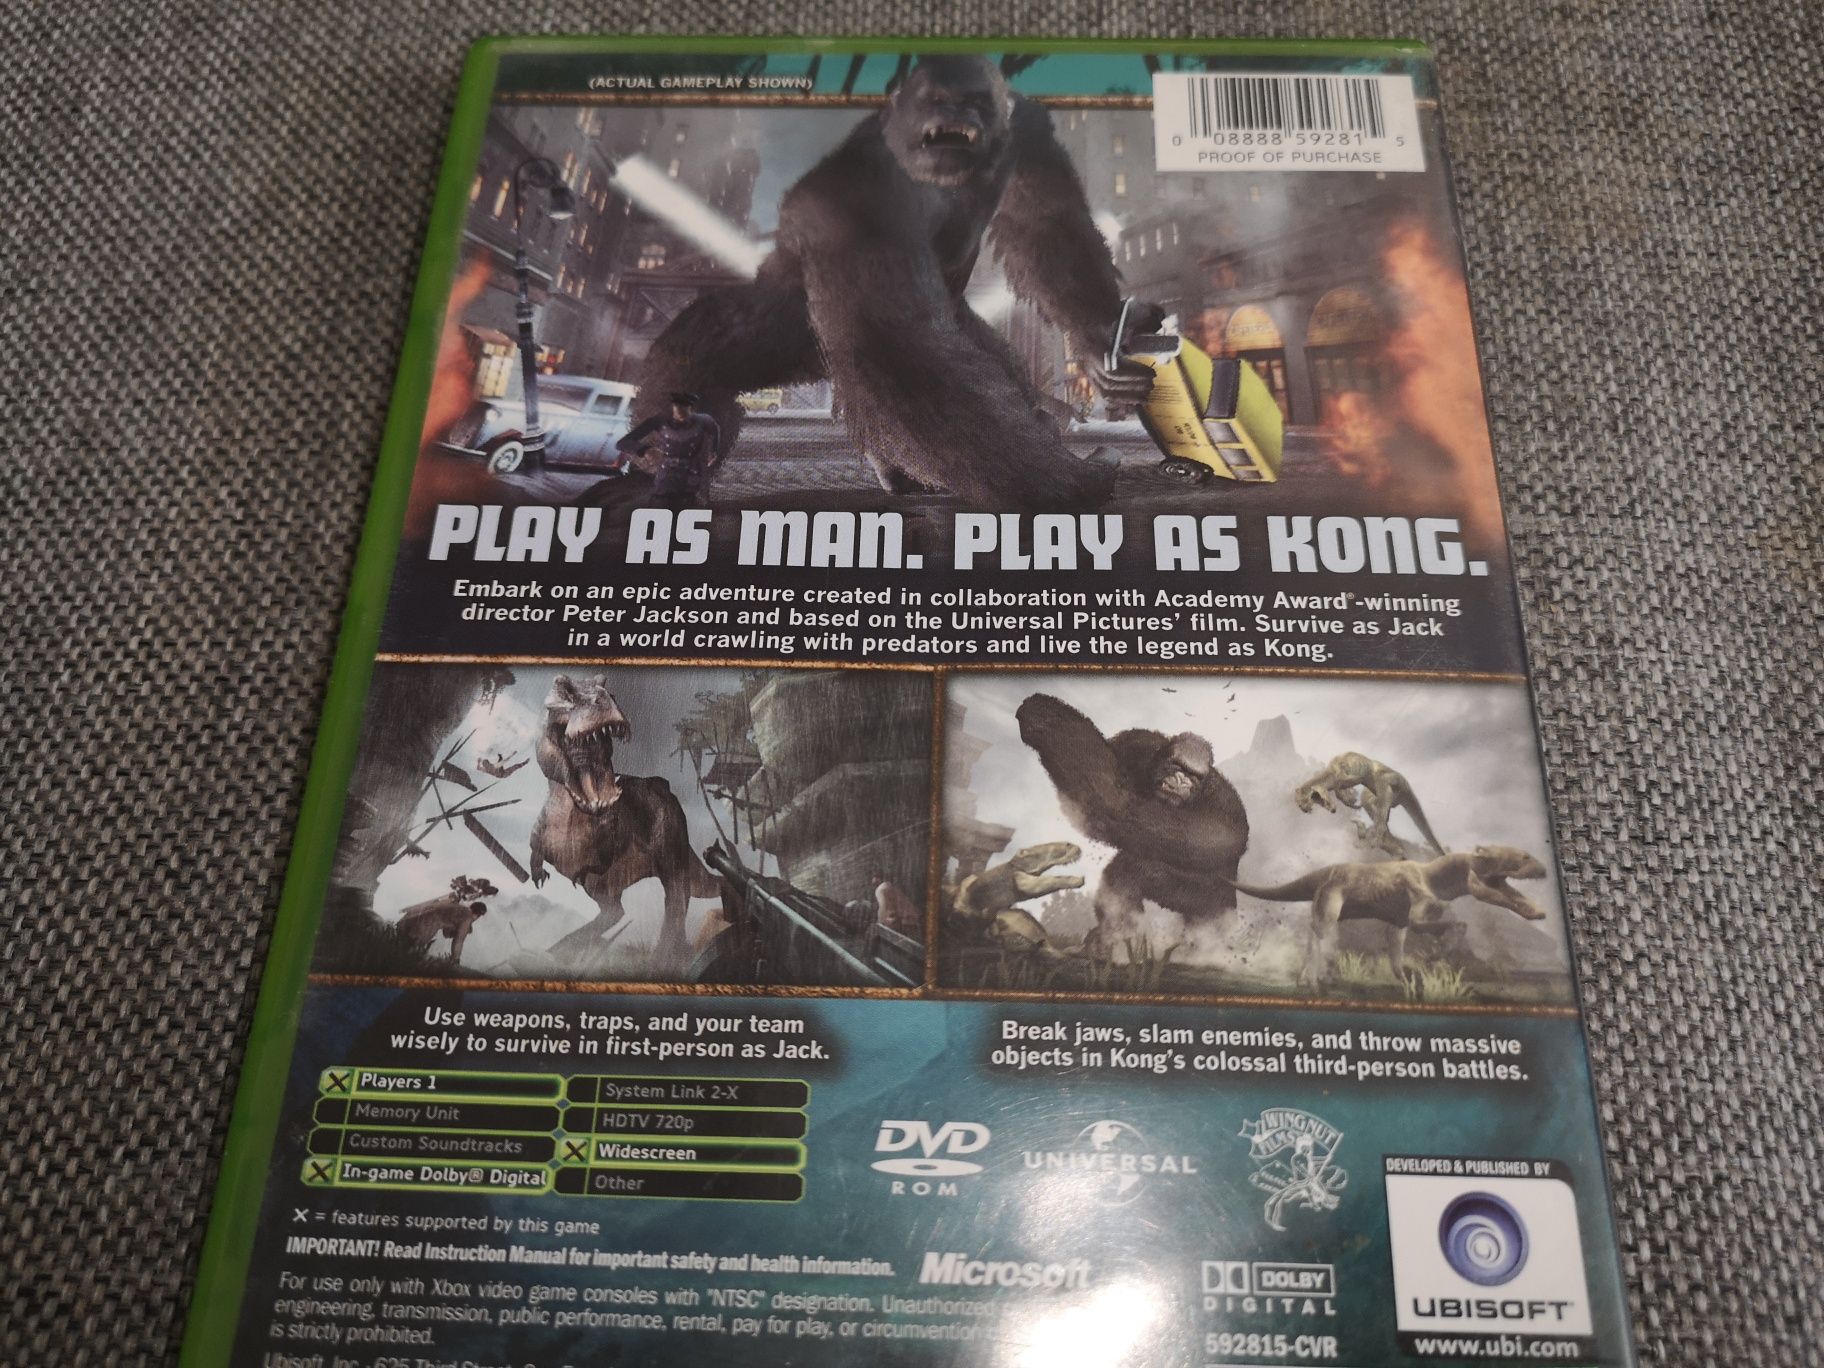 (ACTUAL GAMEPLAY SHOWN)
0 08888 59281 5
PROOF OF PURCHASE
PLAY AS MAN. PLAY AS KONG.
Embark on an epic adventure created in collaboration with Academy Award®-winning
director Peter Jackson and based on the Universal Pictures' film. Survive as Jack
in a world crawling with predators and live the legend as Kong.
Use weapons, traps, and your team
wisely to survive in first-person as Jack.
Break jaws, slam enemies, and throw massive
objects in Kong's colossal third-person battles.
X Players 1
Memory Unit
Custom Soundtracks
X In-game Dolby® Digital
System Link 2-X
HDTV 720p
X Widescreen
Other
X = features supported by this game
DVD
ROM
UNIVERSAL
WINGNUT
FILMS
DEVELOPED & PUBLISHED BY
UBISOFT
www.ubi.com
IMPORTANT! Read Instruction Manual for important safety and health information.
Microsoft
DOLBY
DIGITAL
592815-CVR
For use only with Xbox video game consoles with "NTSC" designation. Unauthorized
engineering, transmission, public performance, rental, pay for play, or circumvention
is strictly prohibited.
Ubisoft, Inc., 625 Third Street,